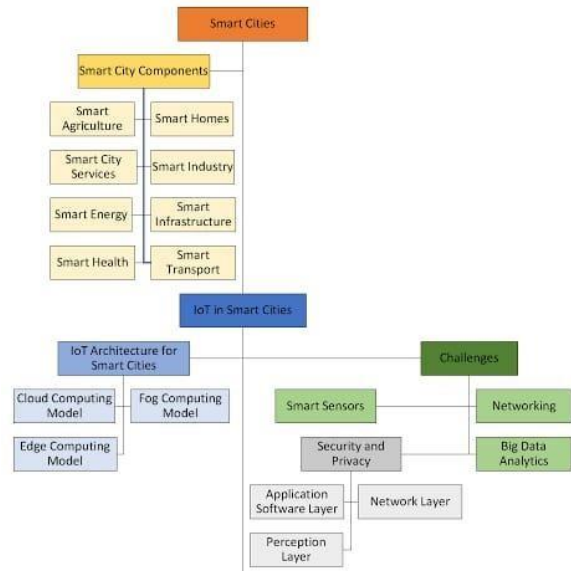 Smart Cities
Smart City Components
Smart
Agriculture
Smart Homes
Smart City
Services
Smart Industry
Smart Energy
Smart
Infrastructure
Smart Health
Smart
Transport
IoT in Smart Cities
IoT Architecture for
Smart Cities
Challenges
Cloud Computing
Model
Fog Computing
Model
Smart Sensors
Networking
Edge Computing
Model
Security and
Privacy
Big Data
Analytics
Application
Software Layer
Network Layer
Perception
Layer